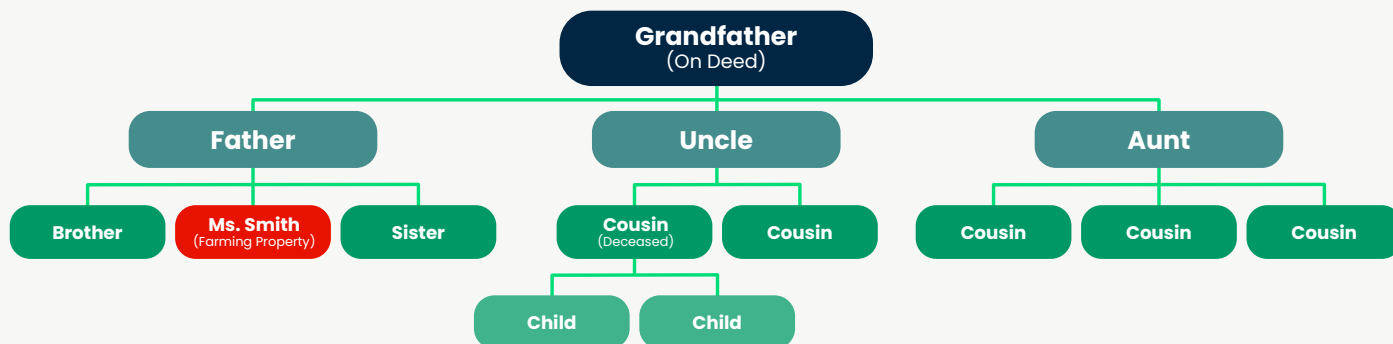 Grandfather
(On Deed)
Father
Uncle
Aunt
Brother
Ms. Smith
(Farming Property)
Sister
Cousin
(Deceased)
Cousin
Cousin
Cousin
Cousin
Child
Child